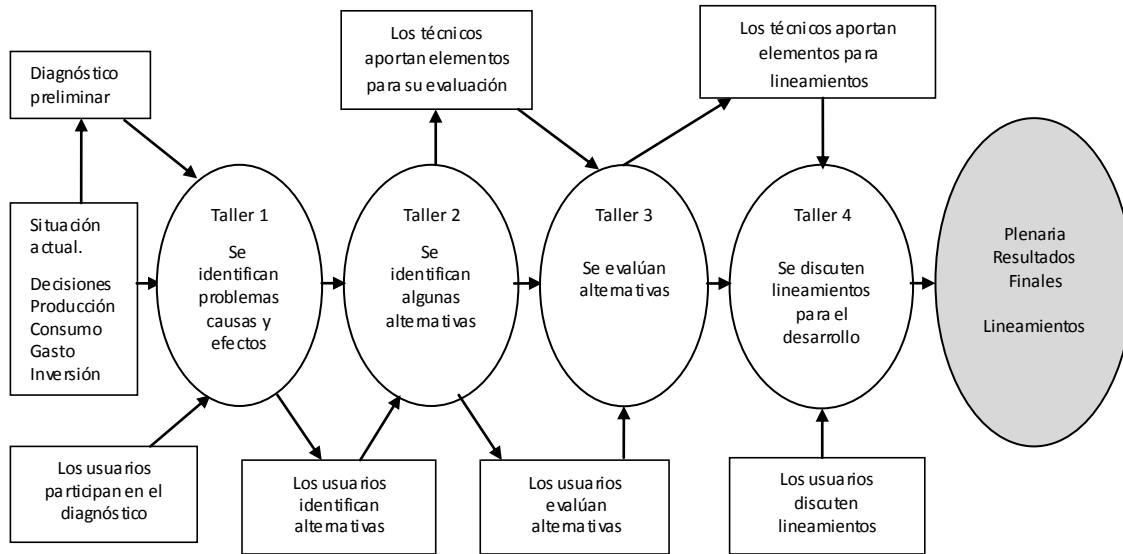 Diagnóstico
preliminar
Los técnicos
aportan elementos
para su evaluación
Los técnicos aportan
elementos para
lineamientos
Situación
actual.
Decisiones
Producción
Consumo
Gasto
Inversión
Taller 1
Se
identifican
problemas
causas y
efectos
Taller 2
Se
identifican
algunas
alternativas
Taller 3
Se evalúan
alternativas
Taller 4
Se discuten
lineamientos
para el
desarrollo
Plenaria
Resultados
Finales
Lineamientos
Los usuarios
participan en el
diagnóstico
Los usuarios
identifican
alternativas
Los usuarios
evalúan
alternativas
Los usuarios
discuten
lineamientos